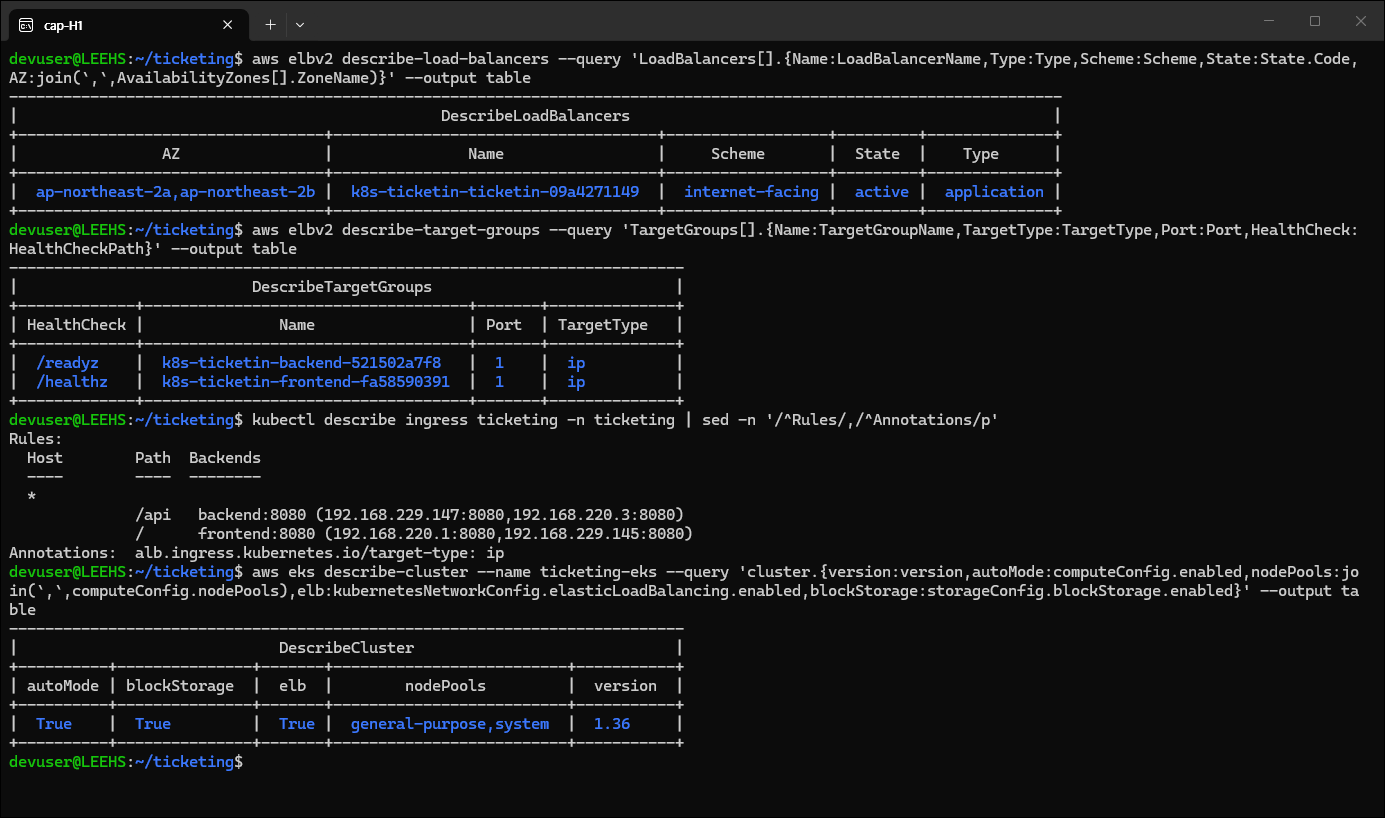 cap-H1
devuser@LEEHS:~/ticketing$ aws elbv2 describe-load-balancers --query 'LoadBalancers[].{Name:LoadBalancerName,Type:Type,Scheme:Scheme,State:State.Code,
AZ:join(`,`,AvailabilityZones[].ZoneName)}' --output table
---------------------------------------------------------------------------------------------------------------------
|                                               DescribeLoadBalancers                                               |
+----------------------------------+------------------------------------+------------------+---------+--------------+
|                AZ                |               Name                 |     Scheme       |  State  |    Type      |
+----------------------------------+------------------------------------+------------------+---------+--------------+
|  ap-northeast-2a,ap-northeast-2b |  k8s-ticketin-ticketin-09a4271149  |  internet-facing |  active |  application |
+----------------------------------+------------------------------------+------------------+---------+--------------+
devuser@LEEHS:~/ticketing$ aws elbv2 describe-target-groups --query 'TargetGroups[].{Name:TargetGroupName,TargetType:TargetType,Port:Port,HealthCheck:
HealthCheckPath}' --output table
---------------------------------------------------------------------------
|                          DescribeTargetGroups                           |
+-------------+------------------------------------+-------+--------------+
| HealthCheck |               Name                 | Port  | TargetType   |
+-------------+------------------------------------+-------+--------------+
|  /readyz    |  k8s-ticketin-backend-521502a7f8   |  1    |  ip          |
|  /healthz   |  k8s-ticketin-frontend-fa58590391  |  1    |  ip          |
+-------------+------------------------------------+-------+--------------+
devuser@LEEHS:~/ticketing$ kubectl describe ingress ticketing -n ticketing | sed -n '/^Rules/,/^Annotations/p'
Rules:
  Host        Path  Backends
  ----        ----  --------
  *
              /api   backend:8080 (192.168.229.147:8080,192.168.220.3:8080)
              /      frontend:8080 (192.168.220.1:8080,192.168.229.145:8080)
Annotations:  alb.ingress.kubernetes.io/target-type: ip
devuser@LEEHS:~/ticketing$ aws eks describe-cluster --name ticketing-eks --query 'cluster.{version:version,autoMode:computeConfig.enabled,nodePools:jo
in(`,`,computeConfig.nodePools),elb:kubernetesNetworkConfig.elasticLoadBalancing.enabled,blockStorage:storageConfig.blockStorage.enabled}' --output ta
ble
---------------------------------------------------------------------------
|                             DescribeCluster                             |
+----------+---------------+-------+--------------------------+-----------+
| autoMode | blockStorage  |  elb  |        nodePools         |  version  |
+----------+---------------+-------+--------------------------+-----------+
|  True    |  True         |  True |  general-purpose,system  |  1.36     |
+----------+---------------+-------+--------------------------+-----------+
devuser@LEEHS:~/ticketing$